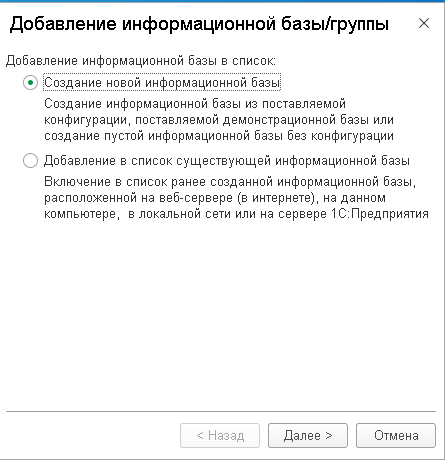 Добавление информационной базы/группы
Добавление информационной базы в список:
Создание новой информационной базы
Создание информационной базы из поставляемой
конфигурации, поставляемой демонстрационной базы или
создание пустой информационной базы без конфигурации
Добавление в список существующей информационной базы
Включение в список ранее созданной информационной базы,
расположенной на веб-сервере (в интернете), на данном
компьютере, в локальной сети или на сервере 1С:Предприятия
< Назад
Далее >
Отмена